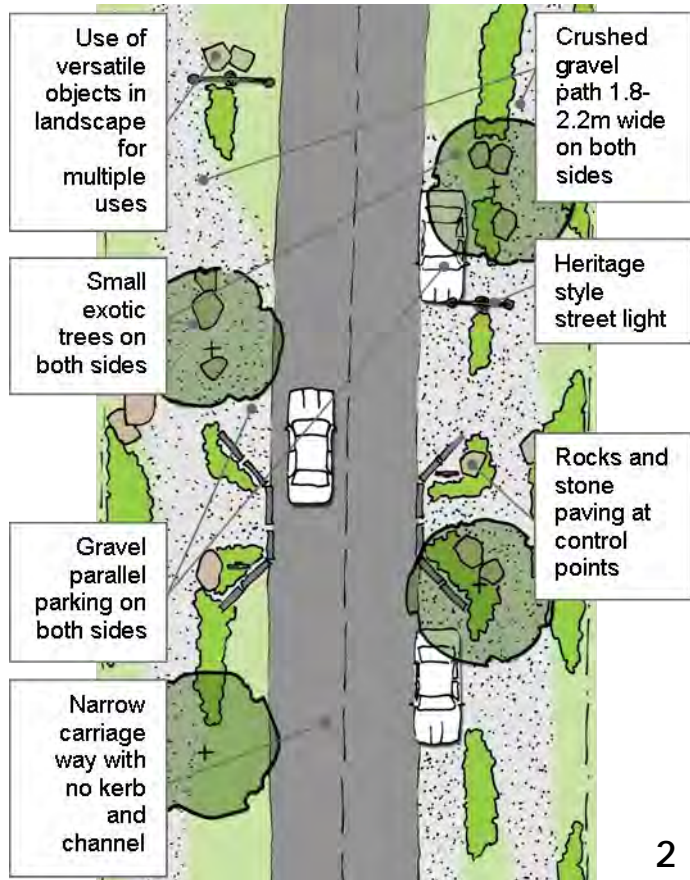 Use of
versatile
objects in
landscape
for
multiple
uses
Small
exotic
trees on
both sides
Gravel
parallel
parking on
both sides
Narrow
carriage
way with
no kerb
and
channel
Crushed
gravel
path 1.8-
2.2m wide
on both
sides
Heritage
style
street light
Rocks and
stone
paving at
control
points
2